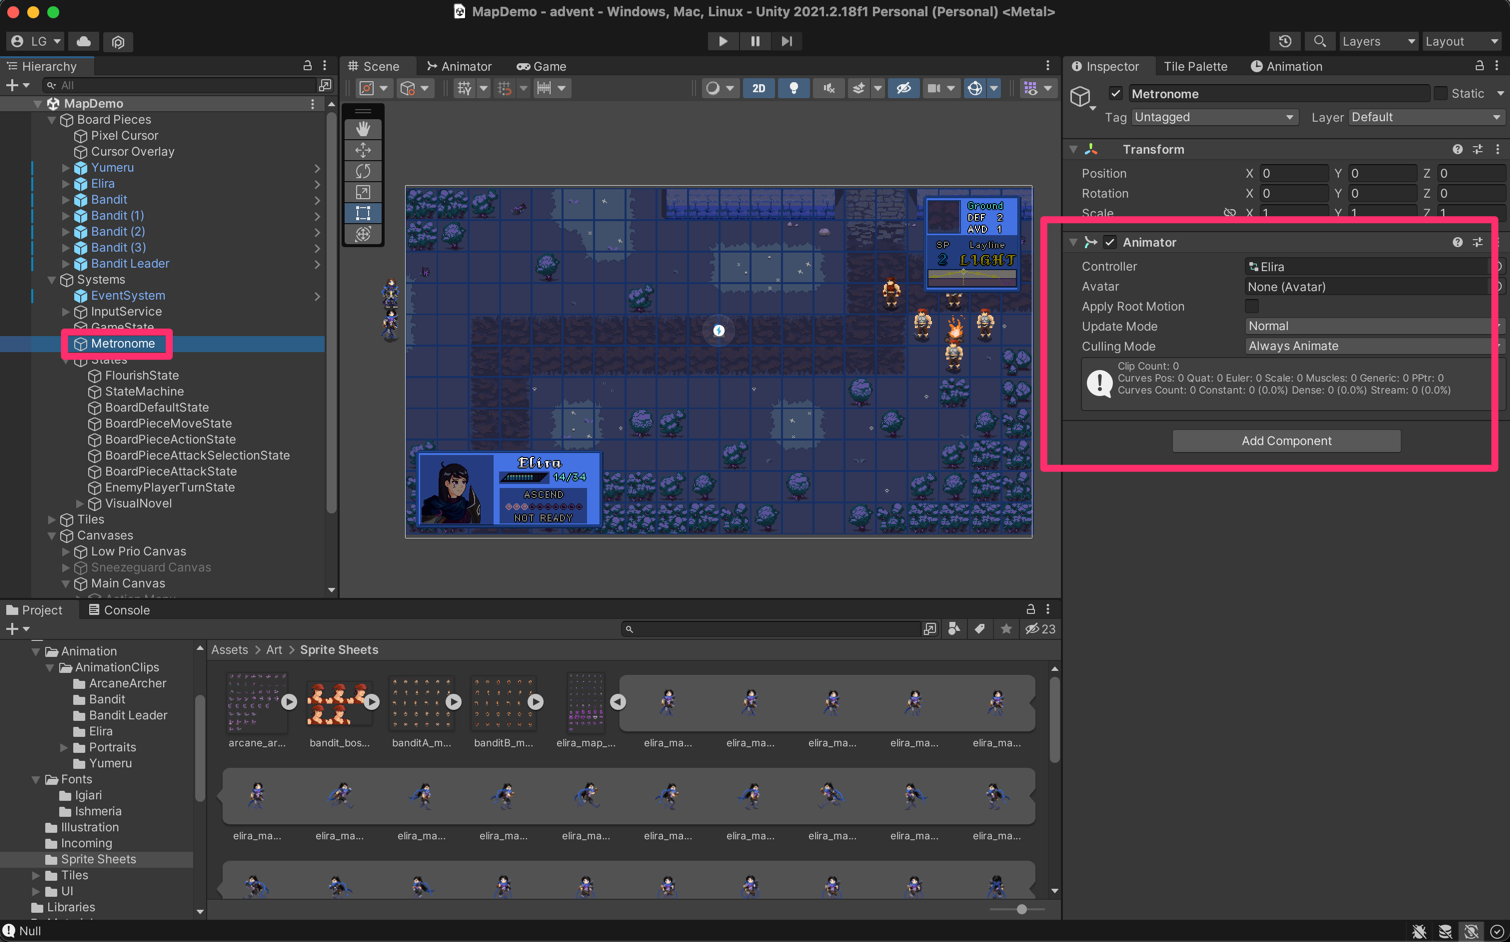 MapDemo - advent - Windows, Mac, Linux - Unity 2021.2.18f1 Personal (Personal) <Metal>
LG
Layers
Layout
Hierarchy
All
MapDemo
Board Pieces
Pixel Cursor
Cursor Overlay
Yumeru
Elira
Bandit
Bandit (1)
Bandit (2)
Bandit (3)
Bandit Leader
Systems
EventSystem
InputService
GameState
Metronome
States
FlourishState
StateMachine
BoardDefaultState
BoardPieceMoveState
BoardPieceActionState
BoardPieceAttackSelectionState
BoardPieceAttackState
EnemyPlayerTurnState
VisualNovel
Tiles
Canvases
Low Prio Canvas
Sneezeguard Canvas
Main Canvas
Action Menu
Scene
Animator
Game
2D
Ground
DEF 2
AVD 1
SP
Layline
2 LIGHT
Elira
14/34
ASCEND
NOT READY
Inspector
Tile Palette
Animation
Metronome
Static
Tag Untagged
Layer Default
Transform
Position X 0 Y 0 Z 0
Rotation X 0 Y 0 Z 0
Scale X 1 Y 1 Z 1
Animator
Controller Elira
Avatar None (Avatar)
Apply Root Motion
Update Mode Normal
Culling Mode Always Animate
Clip Count: 0
Curves Pos: 0 Quat: 0 Euler: 0 Scale: 0 Muscles: 0 Generic: 0 PPtr: 0
Curves Count: 0 Constant: 0 (0.0%) Dense: 0 (0.0%) Stream: 0 (0.0%)
Add Component
Project
Console
23
Animation
AnimationClips
ArcaneArcher
Bandit
Bandit Leader
Elira
Portraits
Yumeru
Fonts
Igiari
Ishmeria
Illustration
Incoming
Sprite Sheets
Tiles
UI
Libraries
Assets > Art > Sprite Sheets
arcane_ar... bandit_bos... banditA_m... banditB_m... elira_map_... elira_ma... elira_ma... elira_ma... elira_ma... elira_ma...
elira_ma... elira_ma... elira_ma... elira_ma... elira_ma... elira_ma... elira_ma... elira_ma... elira_ma... elira_ma...
Null